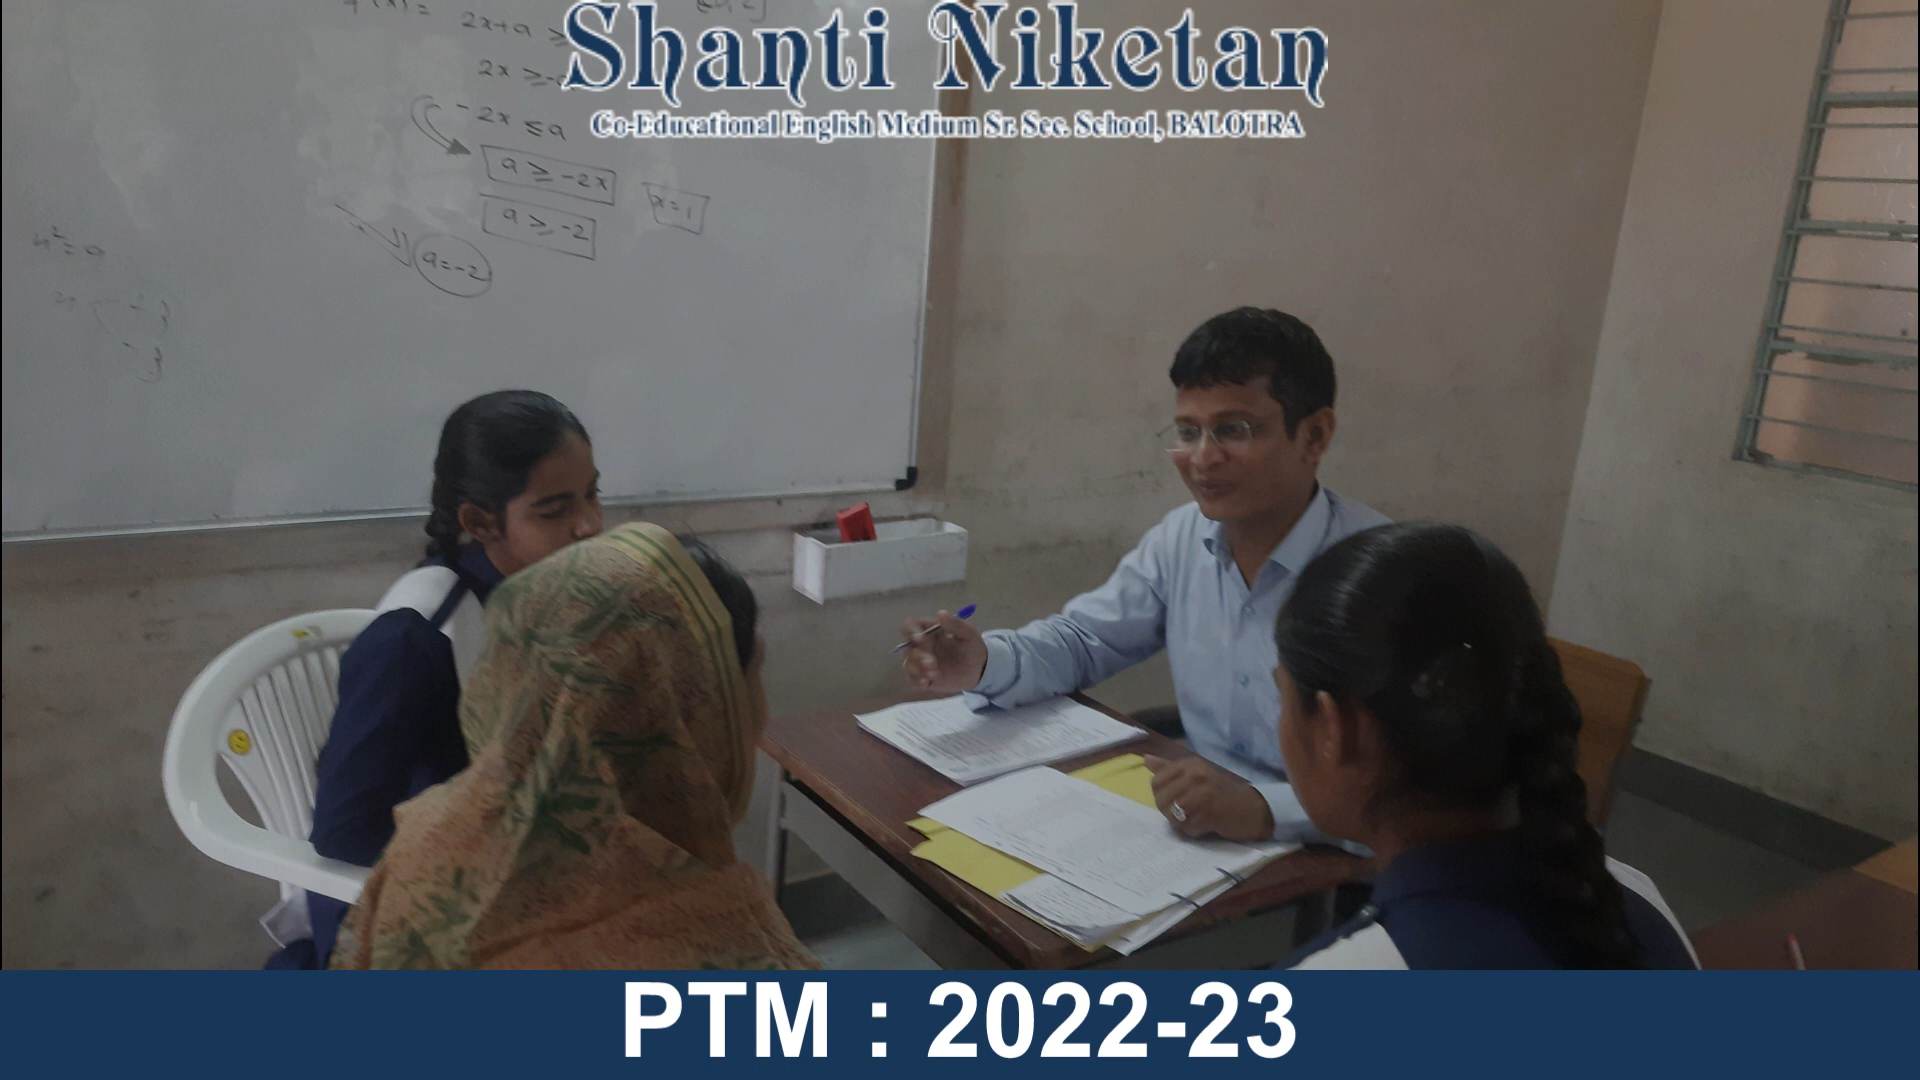 Shanti Niketan
Co-Educational English Medium Sr. Sec. School, BALOTRA
2x+a ≥
2x ≥ -a
-2x ≤ a
a ≥ -2x
x=1
a ≥ -2
a=-2
x²=a
PTM : 2022-23